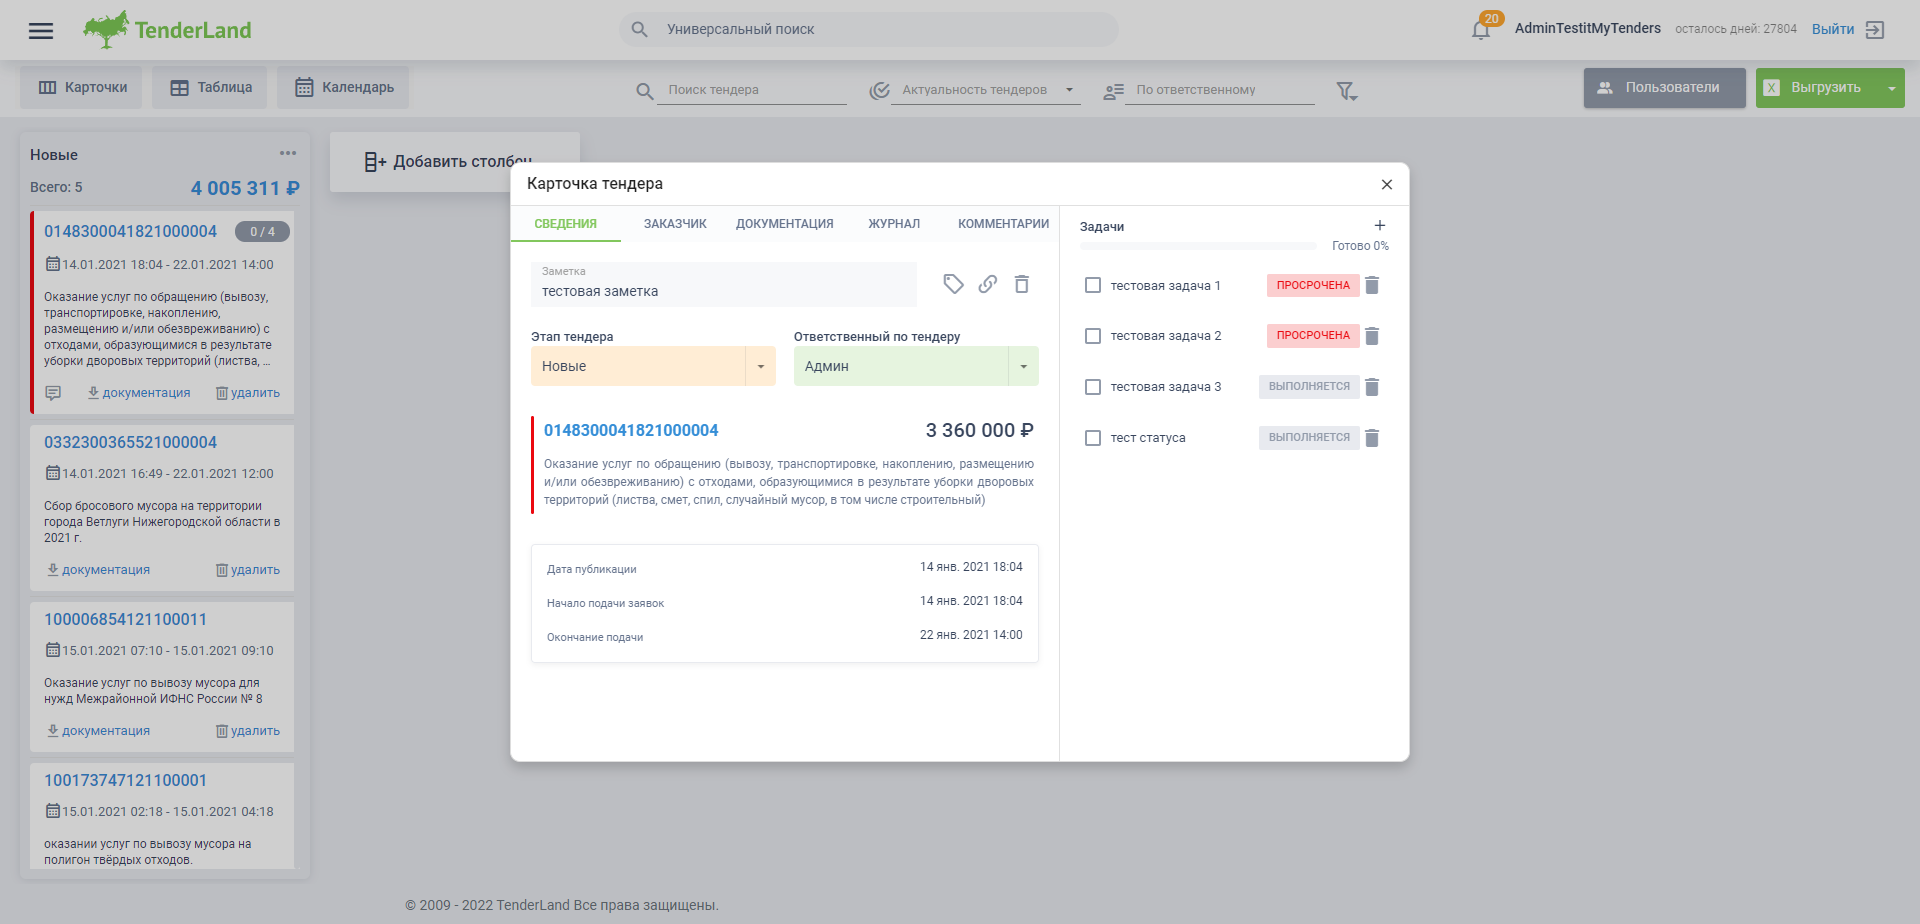 TenderLand
Универсальный поиск
20
AdminTestitMyTenders
осталось дней: 27804
Выйти
Карточки
Таблица
Календарь
Поиск тендера
Актуальность тендеров
По ответственному
Пользователи
X
Выгрузить
Новые
Всего: 5
4 005 311 ₽
0148300041821000004
0 / 4
14.01.2021 18:04 - 22.01.2021 14:00
Оказание услуг по обращению (вывозу,
транспортировке, накоплению,
размещению и/или обезвреживанию) с
отходами, образующимися в результате
уборки дворовых территорий (листва, ...
документация
удалить
0332300365521000004
14.01.2021 16:49 - 22.01.2021 12:00
Сбор бросового мусора на территории
города Ветлуги Нижегородской области в
2021 г.
документация
удалить
100006854121100011
15.01.2021 07:10 - 15.01.2021 09:10
Оказание услуг по вывозу мусора для
нужд Межрайонной ИФНС России № 8
документация
удалить
100173747121100001
15.01.2021 02:18 - 15.01.2021 04:18
оказании услуг по вывозу мусора на
полигон твёрдых отходов.
Добавить столбец
Карточка тендера
СВЕДЕНИЯ
ЗАКАЗЧИК
ДОКУМЕНТАЦИЯ
ЖУРНАЛ
КОММЕНТАРИИ
Заметка
тестовая заметка
Этап тендера
Новые
Ответственный по тендеру
Админ
0148300041821000004
3 360 000 ₽
Оказание услуг по обращению (вывозу, транспортировке, накоплению, размещению
и/или обезвреживанию) с отходами, образующимися в результате уборки дворовых
территорий (листва, смет, спил, случайный мусор, в том числе строительный)
Дата публикации
14 янв. 2021 18:04
Начало подачи заявок
14 янв. 2021 18:04
Окончание подачи
22 янв. 2021 14:00
Задачи
Готово 0%
тестовая задача 1
ПРОСРОЧЕНА
тестовая задача 2
ПРОСРОЧЕНА
тестовая задача 3
ВЫПОЛНЯЕТСЯ
тест статуса
ВЫПОЛНЯЕТСЯ
© 2009 - 2022 TenderLand Все права защищены.